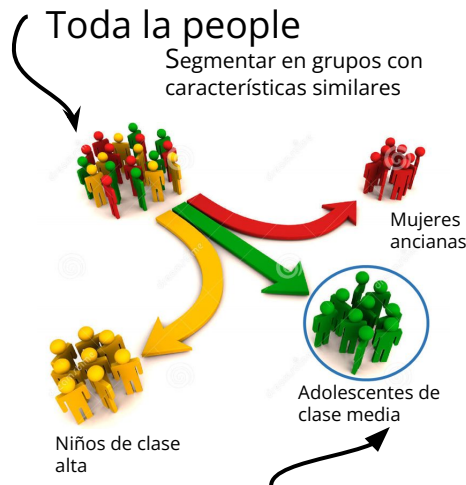 Toda la people
Segmentar en grupos con
características similares
Mujeres
ancianas
Adolescentes de
clase media
Niños de clase
alta